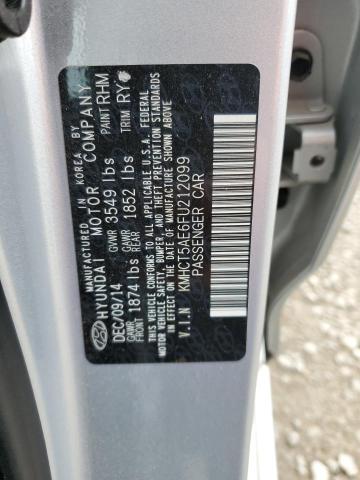 MANUFACTURED IN KOREA BY
HYUNDAI MOTOR COMPANY
DEC/09/14 GVWR 3549 lbs PAINT RHM
GAWR FRONT 1874 lbs GAWR REAR 1852 lbs TRIM RY
THIS VEHICLE CONFORMS TO ALL APPLICABLE U.S.A. FEDERAL
MOTOR VEHICLE SAFETY, BUMPER, AND THEFT PREVENTION
STANDARDS IN EFFECT ON THE DATE OF MANUFACTURE
SHOWN ABOVE.
V.I.N KMHCT5AE6FU212099
PASSENGER CAR